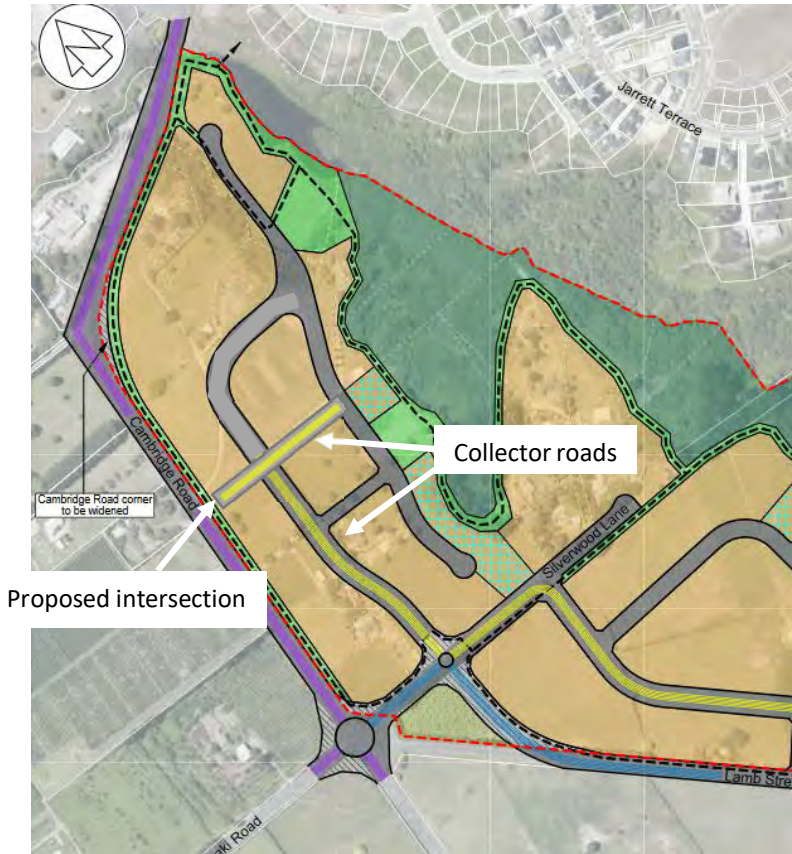 Jarrett Terrace
Collector roads
Cambridge Road
Cambridge Road corner
to be widened
Silverwood Lane
Proposed intersection
Lamb Stre
aki Road